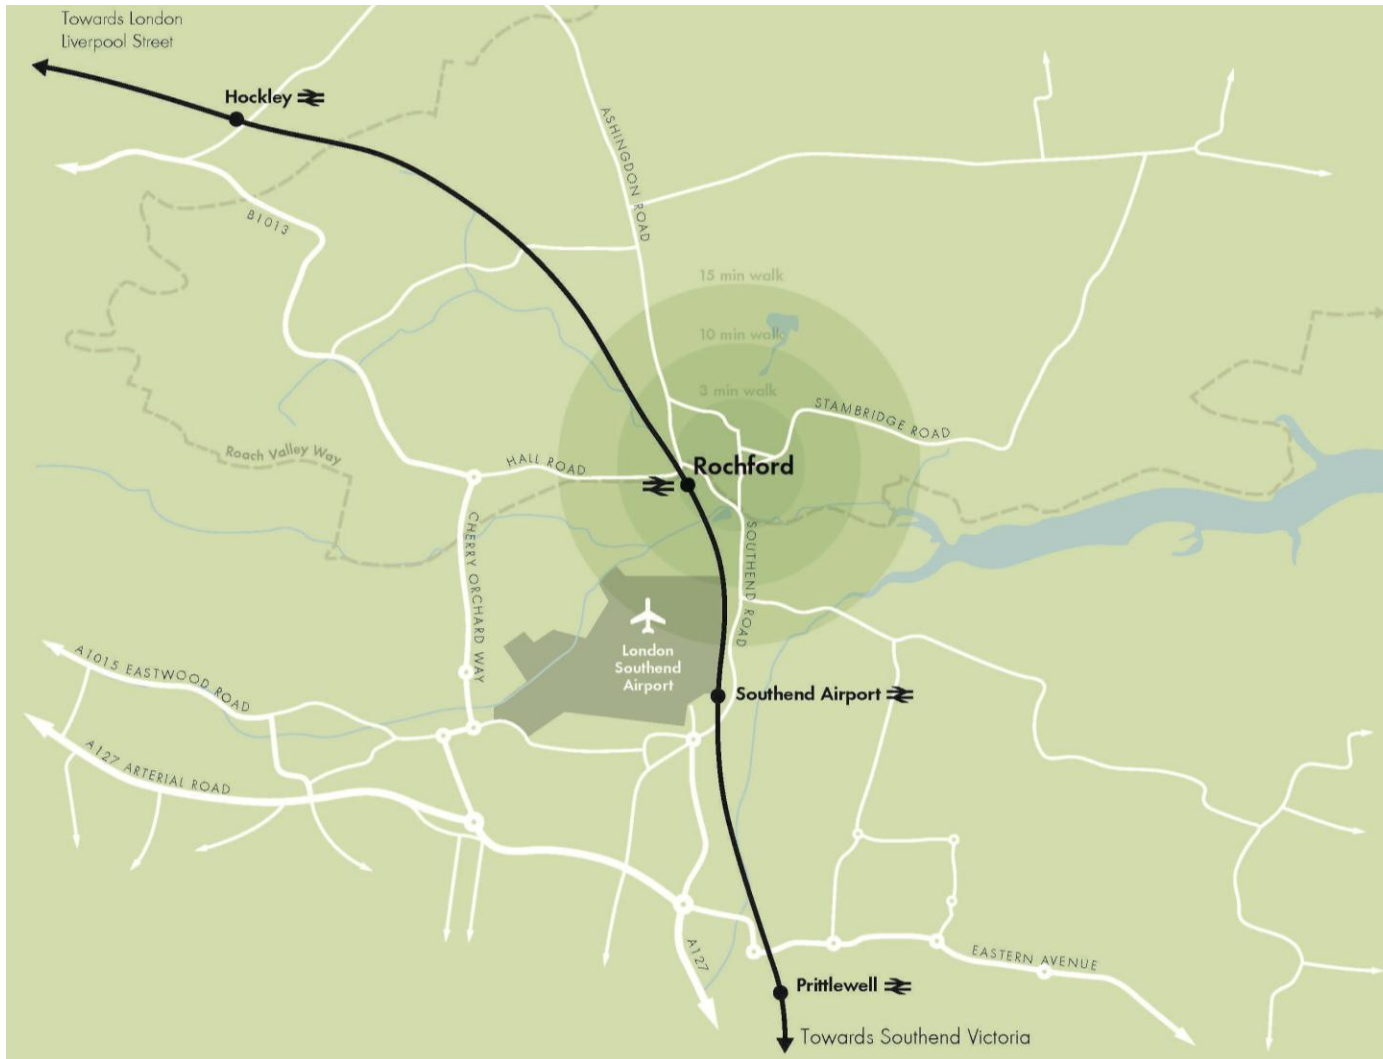 Towards London
Liverpool Street
Hockley
ASHINGDON ROAD
B1013
15 min walk
10 min walk
3 min walk
STAMBRIDGE ROAD
Roach Valley Way
HALL ROAD
Rochford
CHERRY ORCHARD WAY
SOUTHEND ROAD
London
Southend
Airport
A1015 EASTWOOD ROAD
Southend Airport
A127 ARTERIAL ROAD
A127
EASTERN AVENUE
Prittlewell
Towards Southend Victoria